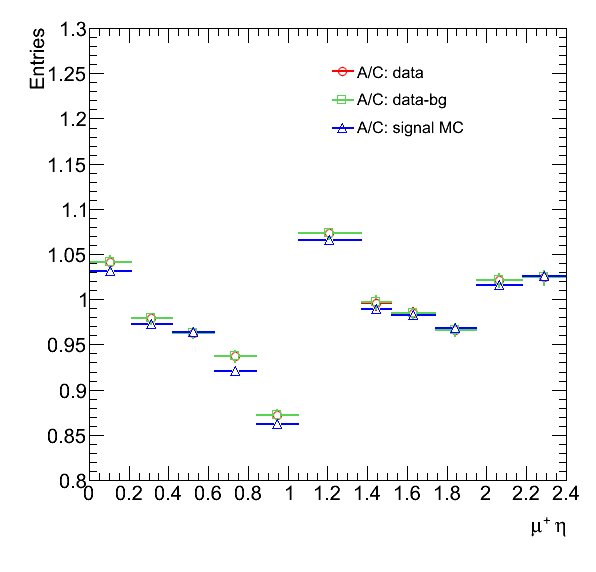 Entries
1.3
1.25
1.2
1.15
1.1
1.05
1
0.95
0.9
0.85
0.8
A/C: data
A/C: data-bg
A/C: signal MC
0 0.2 0.4 0.6 0.8 1 1.2 1.4 1.6 1.8 2 2.2 2.4
μ⁺ η